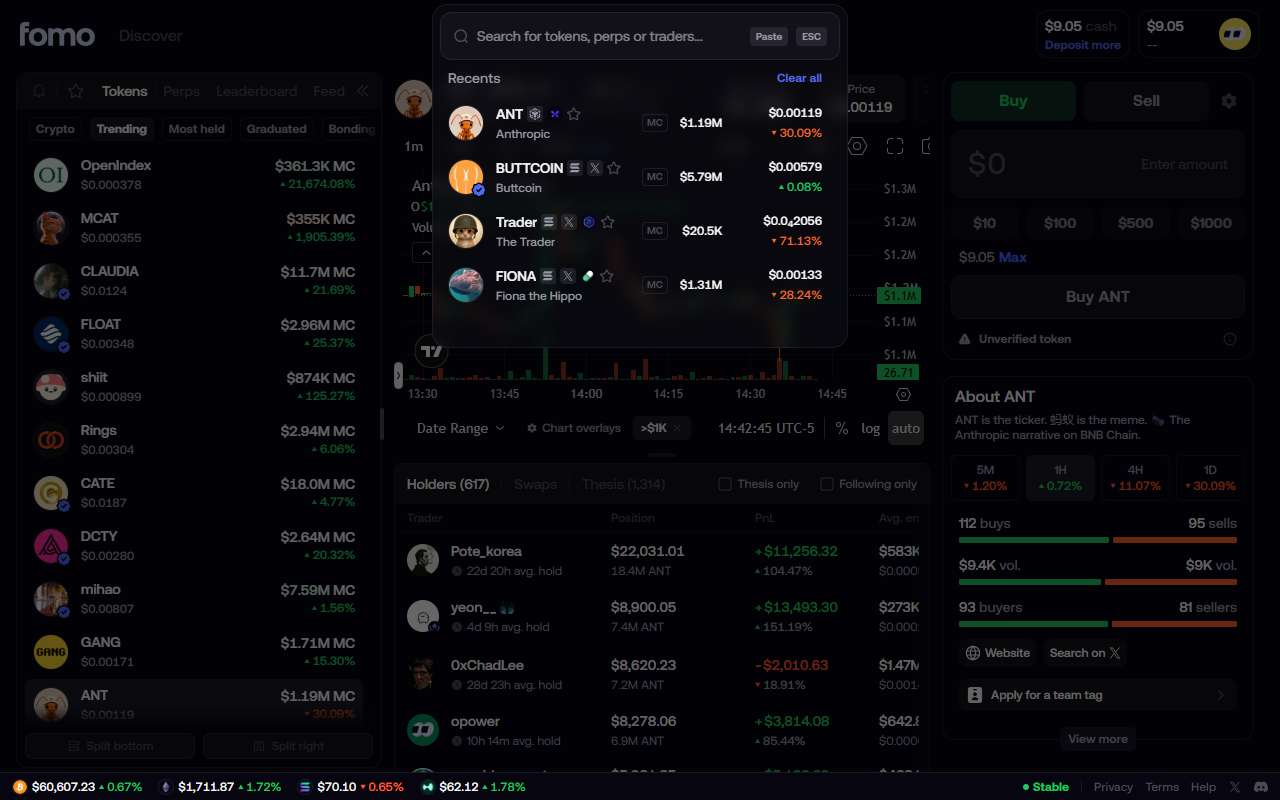 fomo
Discover
Search for tokens, perps or traders...
Paste
ESC
$9.05 cash
Deposit more
$9.05
--
Recents
Clear all
ANT
Anthropic
MC
$1.19M
$0.00119
30.09%
BUTTCOIN
Buttcoin
MC
$5.79M
$0.00579
0.08%
Trader
The Trader
MC
$20.5K
$0.0₄2056
71.13%
FIONA
Fiona the Hippo
MC
$1.31M
$0.00133
28.24%
Tokens
Perps
Leaderboard
Feed
Crypto
Trending
Most held
Graduated
Bonding
OpenIndex
$361.3K MC
$0.000378
21,674.08%
MCAT
$355K MC
$0.000355
1,905.39%
CLAUDIA
$11.7M MC
$0.0124
21.69%
FLOAT
$2.96M MC
$0.00348
25.37%
shiit
$874K MC
$0.000899
125.27%
Rings
$2.94M MC
$0.00304
6.06%
CATE
$18.0M MC
$0.0187
4.77%
DCTY
$2.64M MC
$0.00280
20.32%
mihao
$7.59M MC
$0.00807
1.56%
GANG
GANG
$1.71M MC
$0.00171
15.30%
ANT
$1.19M MC
$0.00119
30.09%
Split bottom
Split right
Price
.00119
1m
$1.3M
$1.2M
$1.2M
$1.1M
$1.1M
$1.1M
26.71
13:30
13:45
14:00
14:15
14:30
14:45
Date Range
Chart overlays
>$1K
14:42:45 UTC-5
%
log
auto
Holders (617)
Swaps
Thesis (1,314)
Thesis only
Following only
Trader
Position
PnL
Pote_korea
22d 20h avg. hold
$22,031.01
18.4M ANT
+$11,256.32
104.47%
$583K
yeon__
4d 9h avg. hold
$8,900.05
7.4M ANT
+$13,493.30
151.19%
$273K
0xChadLee
28d 23h avg. hold
$8,620.23
7.2M ANT
-$2,010.63
18.91%
opower
10h 14m avg. hold
$8,278.06
6.9M ANT
+$3,814.08
85.44%
Buy
Sell
$0
Enter amount
$10
$100
$500
$1000
$9.05 Max
Buy ANT
Unverified token
About ANT
ANT is the ticker. 蚂蚁 is the meme. 🐜 The
Anthropic narrative on BNB Chain.
5M
1.20%
1H
0.72%
4H
11.07%
1D
30.09%
112 buys
95 sells
$9.4K vol.
$9K vol.
93 buyers
81 sellers
Website
Search on X
Apply for a team tag
View more
$60,607.23
0.67%
$1,711.87
1.72%
$70.10
0.65%
$62.12
1.78%
Stable
Privacy
Terms
Help